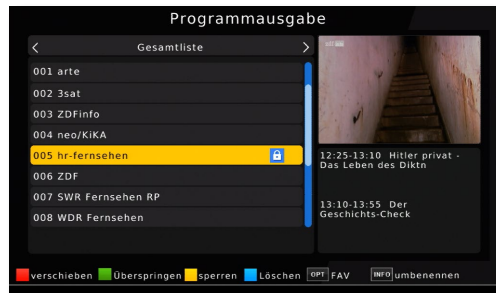 Programmausgabe
Gesamtliste
001 arte
002 3sat
003 ZDFinfo
004 neo/KiKA
005 hr-fernsehen
006 ZDF
007 SWR Fernsehen RP
008 WDR Fernsehen
12:25-13:10 Hitler privat -
Das Leben des Diktn
13:10-13:55 Der
Geschichts-Check
verschieben Überspringen sperren Löschen OPT FAV INFO umbenennen